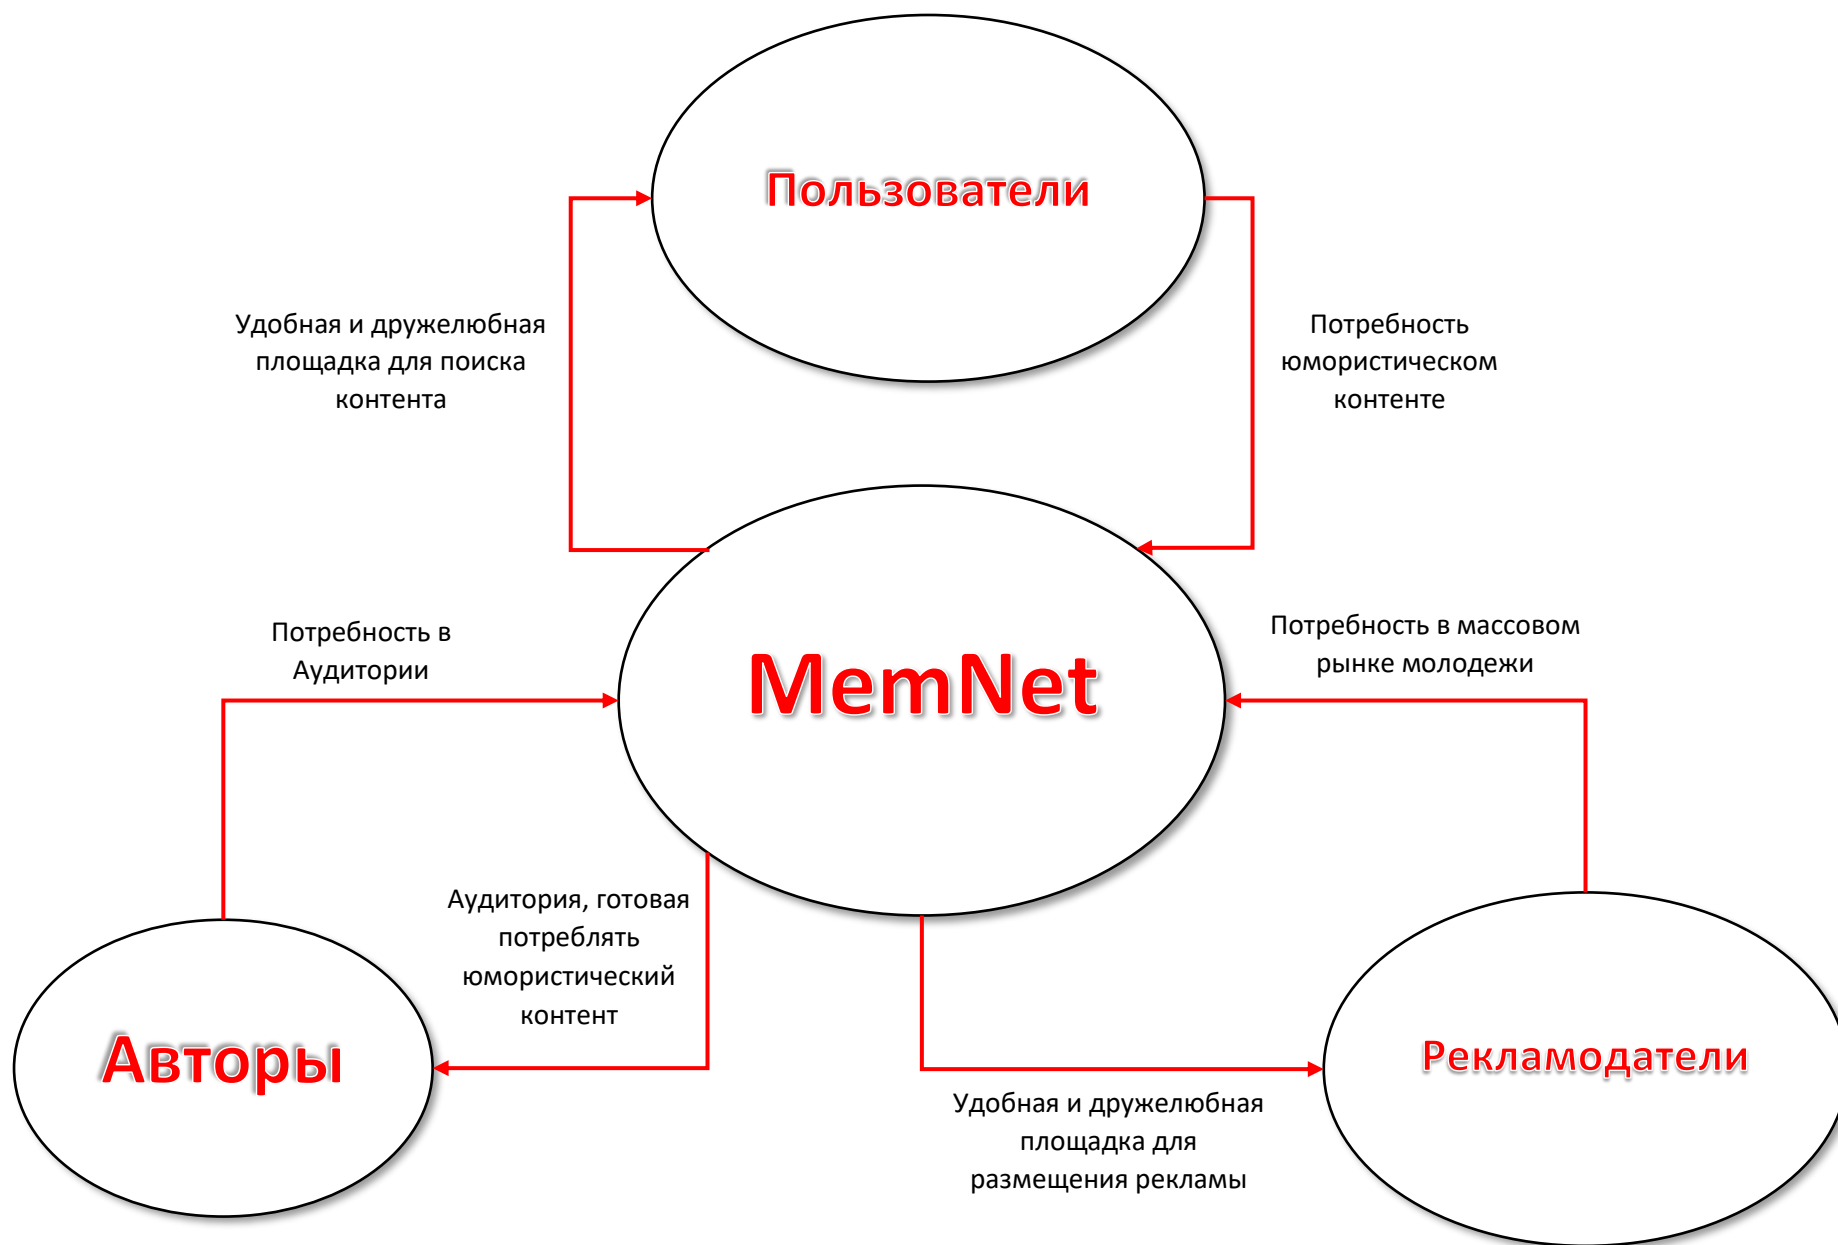 Пользователи
Удобная и дружелюбная
площадка для поиска
контента
Потребность
юмористическом
контенте
Потребность в
Аудитории
MemNet
Потребность в массовом
рынке молодежи
Аудитория, готовая
потреблять
юмористический
контент
Авторы
Рекламодатели
Удобная и дружелюбная
площадка для
размещения рекламы